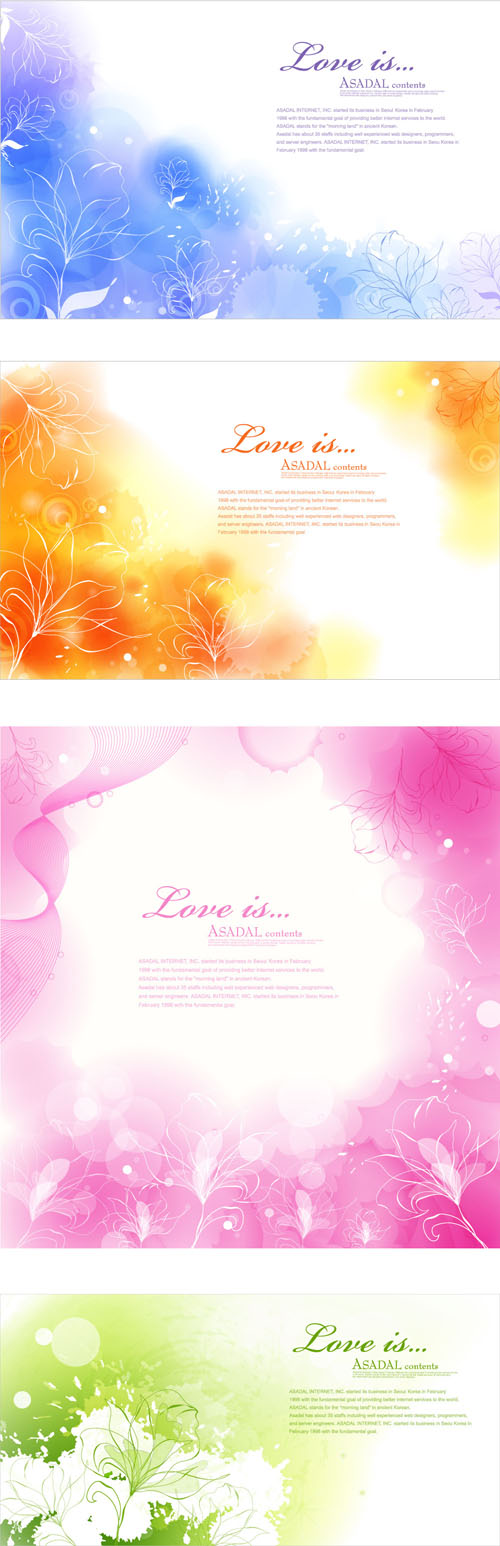 Love is...
ASADAL contents
ASADAL INTERNET, INC. started its business in Seoul Korea in February
1998 with the fundamental goal of providing better internet services to the world.
ASADAL stands for the "morning land" in ancient Korean.
Asadal has about 35 staffs including well experienced web designers, programmers,
and server engineers. ASADAL INTERNET, INC. started its business in Seou Korea in
February 1998 with the fundamental goal.
Love is...
ASADAL contents
ASADAL INTERNET, INC. started its business in Seoul Korea in February
1998 with the fundamental goal of providing better internet services to the world.
ASADAL stands for the "morning land" in ancient Korean.
Asadal has about 35 staffs including well experienced web designers, programmers,
and server engineers. ASADAL INTERNET, INC. started its business in Seou Korea in
February 1998 with the fundamental goal.
Love is...
ASADAL contents
ASADAL INTERNET, INC. started its business in Seoul Korea in February
1998 with the fundamental goal of providing better internet services to the world.
ASADAL stands for the "morning land" in ancient Korean.
Asadal has about 35 staffs including well experienced web designers, programmers,
and server engineers. ASADAL INTERNET, INC. started its business in Seou Korea in
February 1998 with the fundamental goal.
Love is...
ASADAL contents
ASADAL INTERNET, INC. started its business in Seoul Korea in February
1998 with the fundamental goal of providing better internet services to the world.
ASADAL stands for the "morning land" in ancient Korean.
Asadal has about 35 staffs including well experienced web designers, programmers,
and server engineers. ASADAL INTERNET, INC. started its business in Seou Korea in
February 1998 with the fundamental goal.